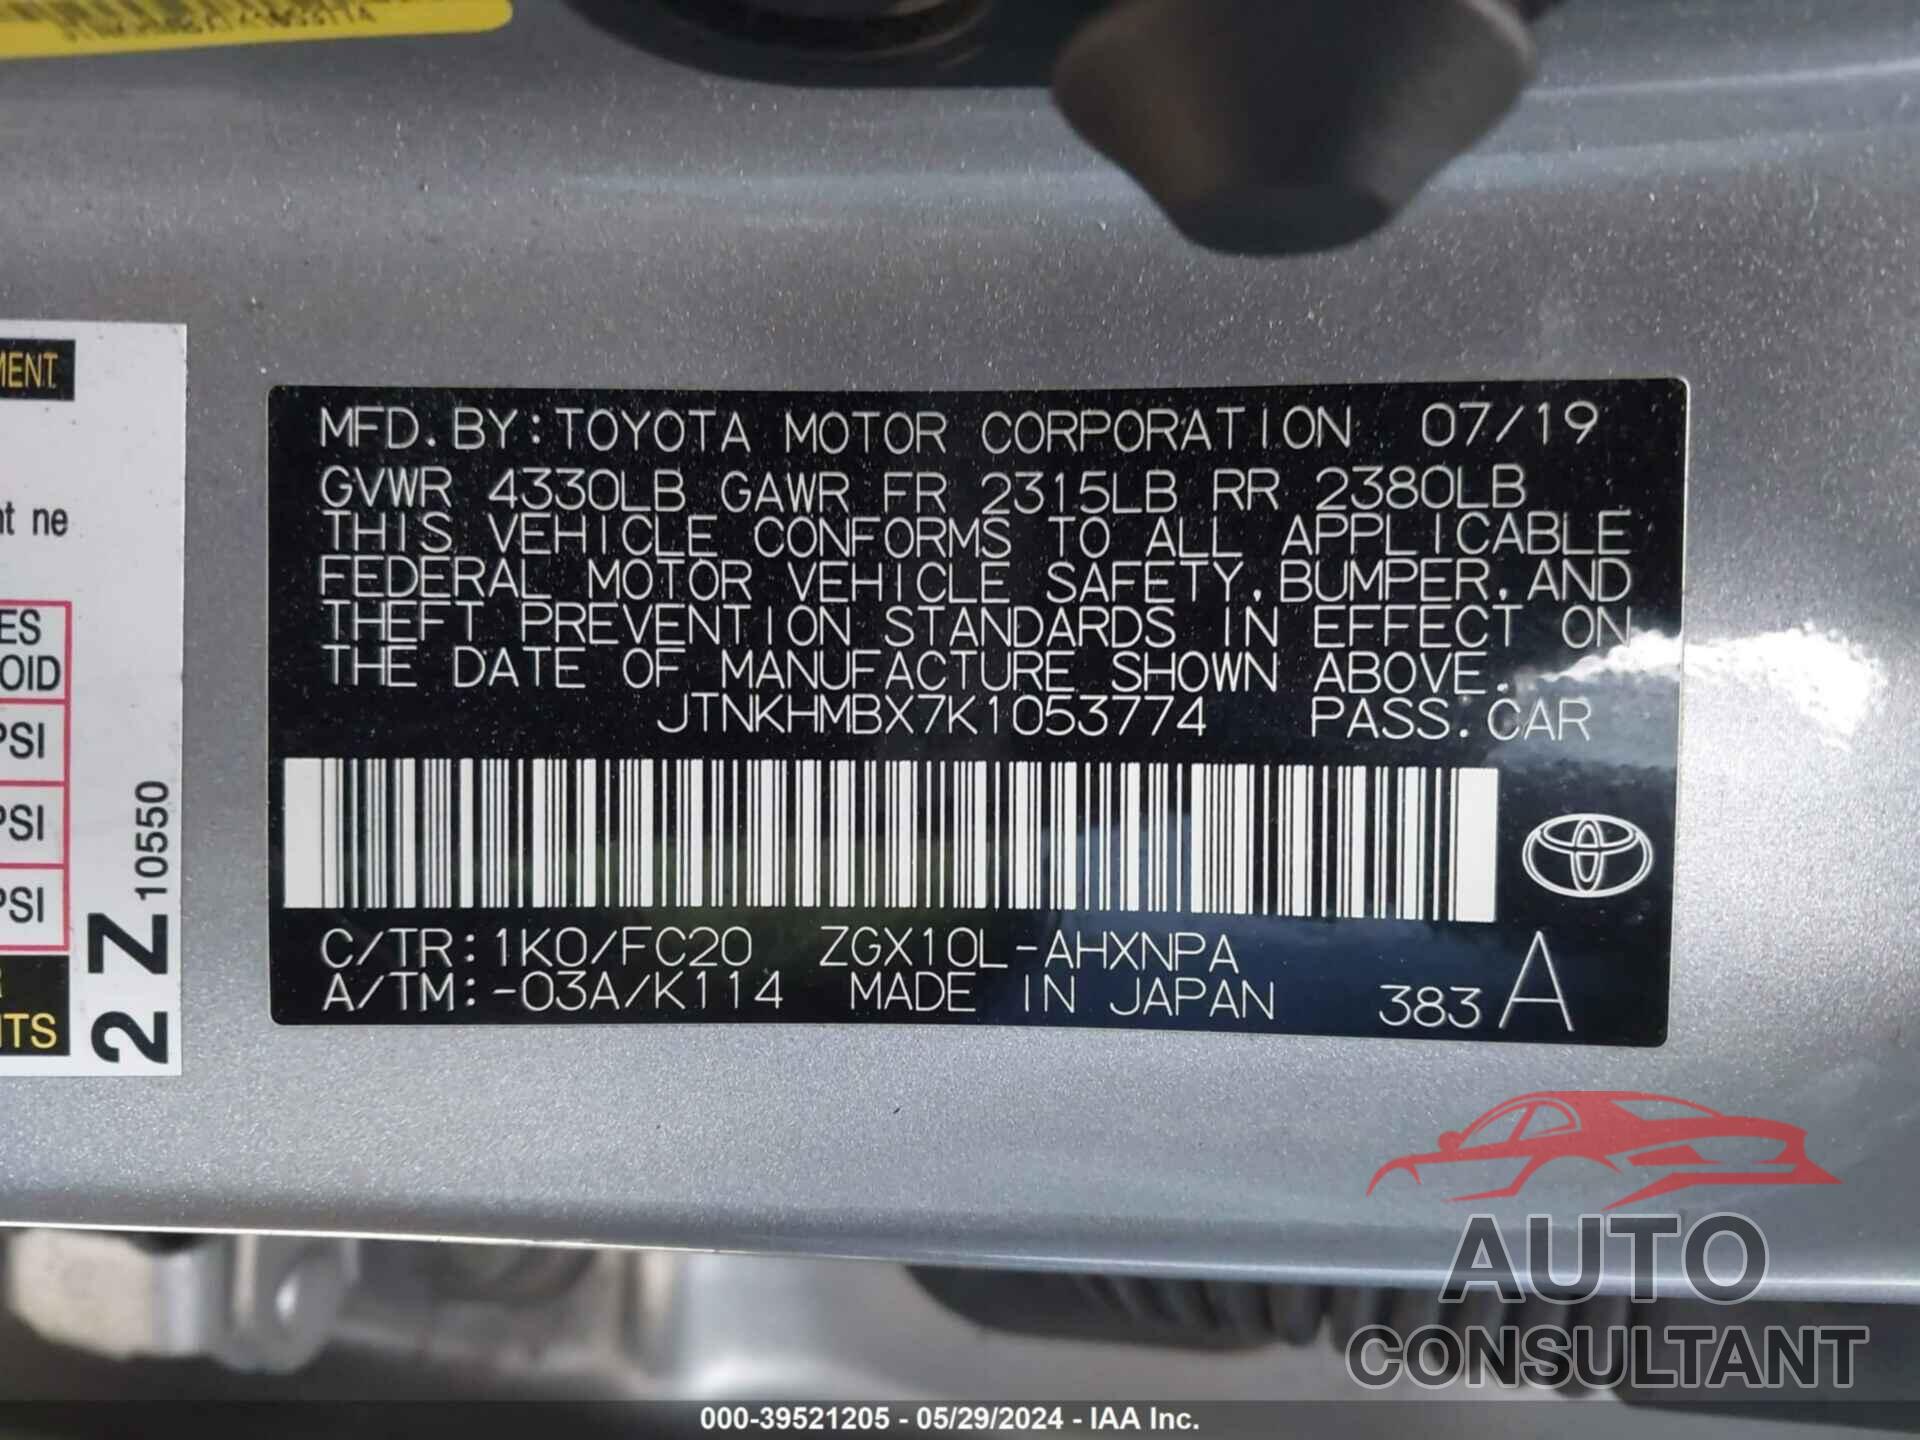 MENT
nt ne
ES
OID
PSI
PSI
PSI
R
ITS
2 Z 10550
MFD. BY: TOYOTA MOTOR CORPORATION 07/19
GVWR 4330LB GAWR FR 2315LB RR 2380LB
THIS VEHICLE CONFORMS TO ALL APPLICABLE
FEDERAL MOTOR VEHICLE SAFETY, BUMPER, AND
THEFT PREVENTION STANDARDS IN EFFECT ON
THE DATE OF MANUFACTURE SHOWN ABOVE.
JTNKHMBX7K1053774 PASS. CAR
C/TR: 1K0/FC20 ZGX10L-AHXNPA
A/TM: -03A/K114 MADE IN JAPAN 383 A
AUTO
CONSULTANT
000-39521205 - 05/29/2024 - IAA Inc.